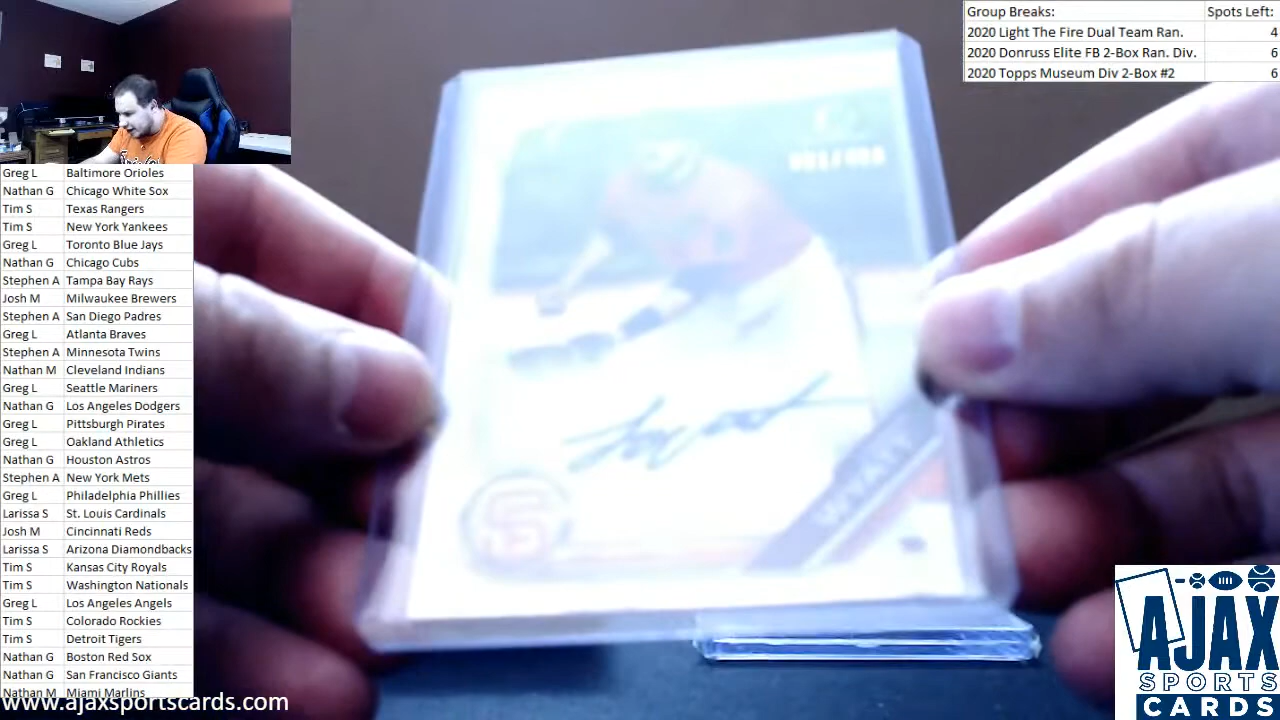 Group Breaks: Spots Left:
2020 Light The Fire Dual Team Ran. 4
2020 Donruss Elite FB 2-Box Ran. Div. 6
2020 Topps Museum Div 2-Box #2 6
Greg L Baltimore Orioles
Nathan G Chicago White Sox
Tim S Texas Rangers
Tim S New York Yankees
Greg L Toronto Blue Jays
Nathan G Chicago Cubs
Stephen A Tampa Bay Rays
Josh M Milwaukee Brewers
Stephen A San Diego Padres
Greg L Atlanta Braves
Stephen A Minnesota Twins
Nathan M Cleveland Indians
Greg L Seattle Mariners
Nathan G Los Angeles Dodgers
Greg L Pittsburgh Pirates
Greg L Oakland Athletics
Nathan G Houston Astros
Stephen A New York Mets
Greg L Philadelphia Phillies
Larissa S St. Louis Cardinals
Josh M Cincinnati Reds
Larissa S Arizona Diamondbacks
Tim S Kansas City Royals
Tim S Washington Nationals
Greg L Los Angeles Angels
Tim S Colorado Rockies
Tim S Detroit Tigers
Nathan G Boston Red Sox
Nathan G San Francisco Giants
Nathan M Miami Marlins
www.ajaxsportscards.com
AJAX
SPORTS
CARDS